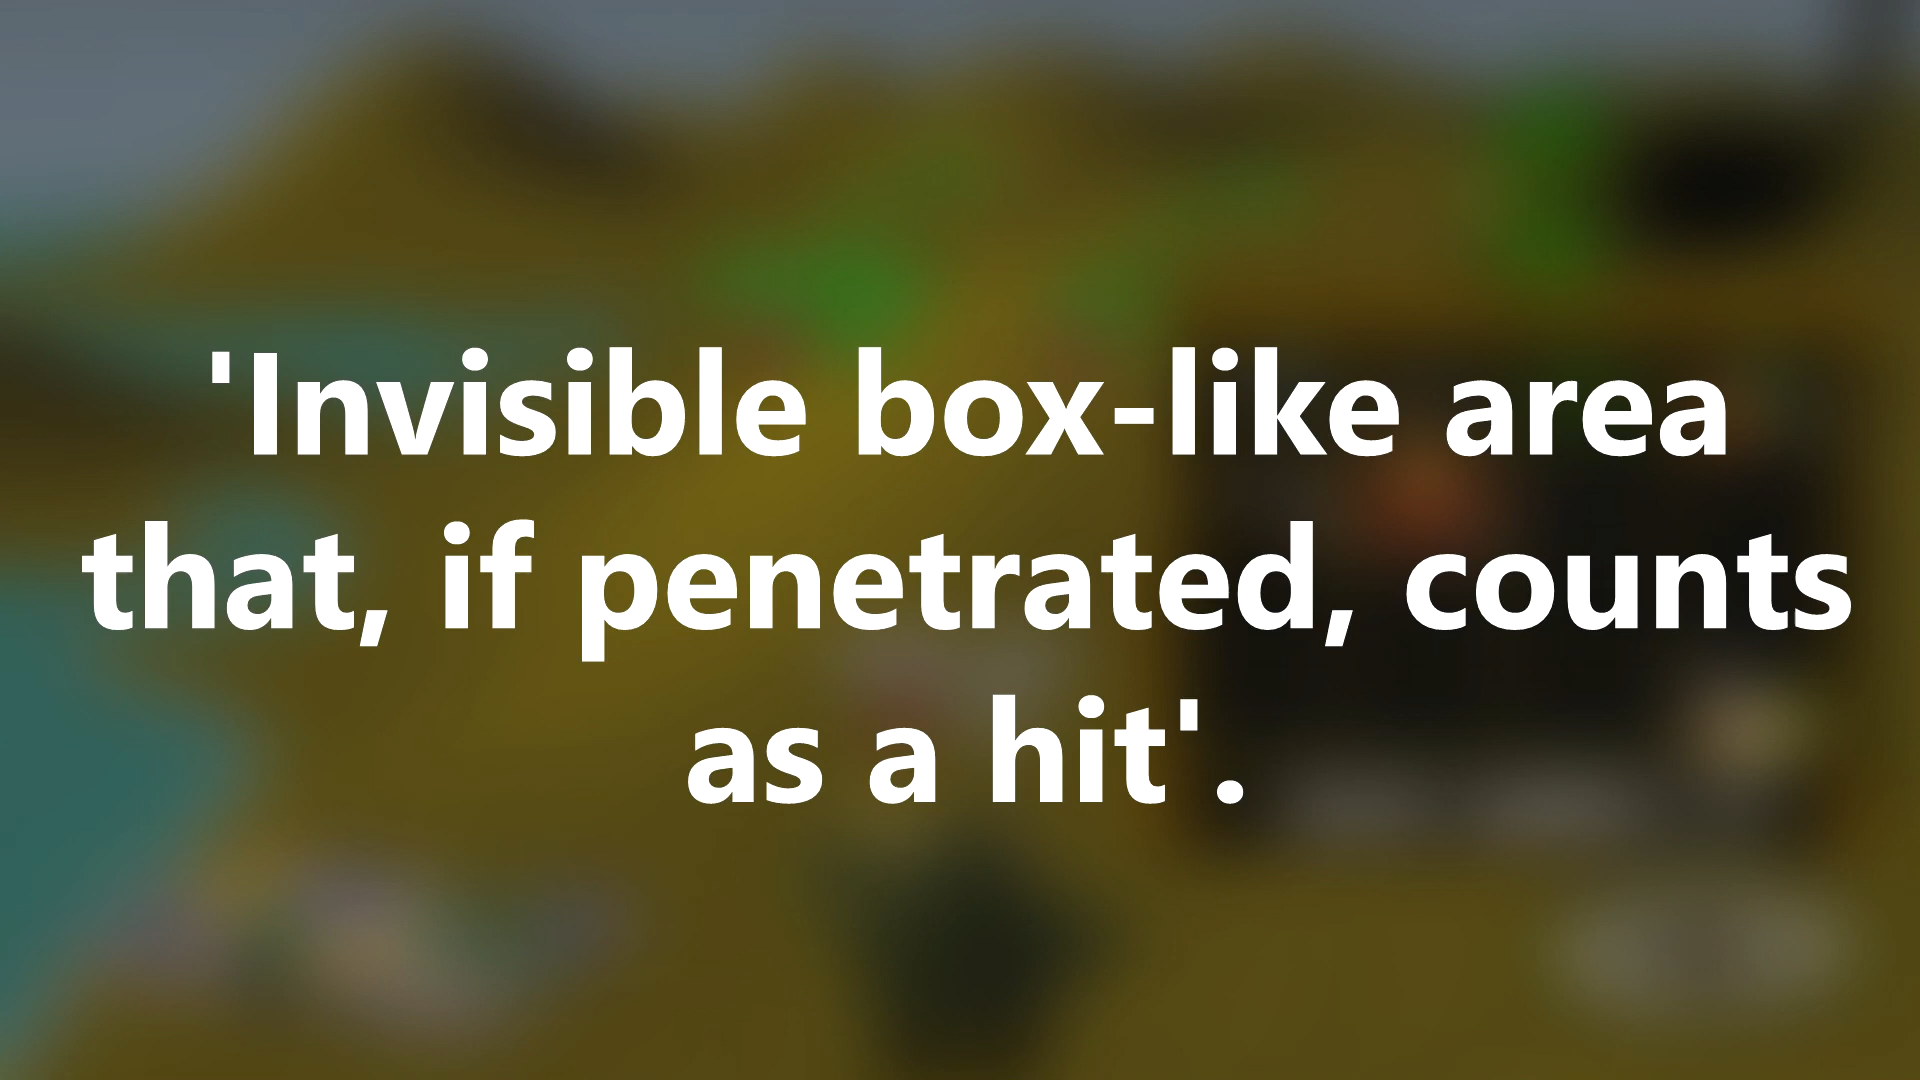 'Invisible box-like area
that, if penetrated, counts
as a hit'.